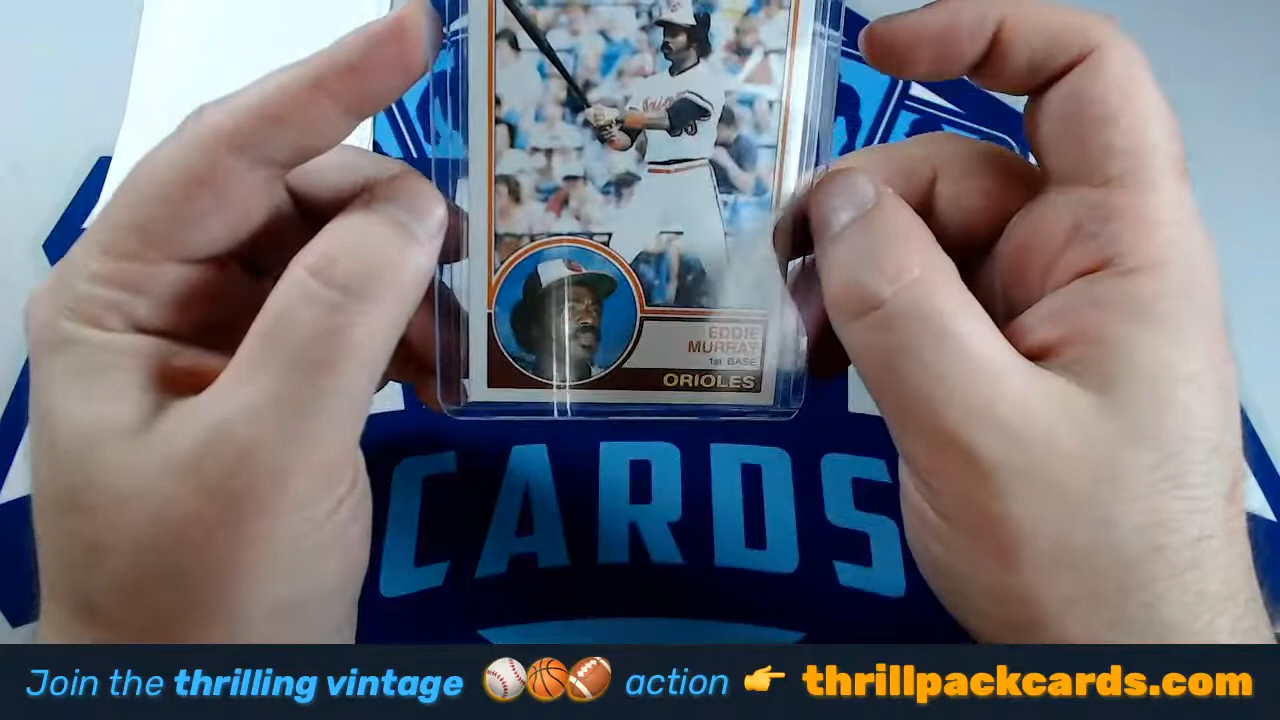 EDDIE
MURRAY
1st BASE
ORIOLES
CARDS
Join the thrilling vintage action 👉 thrillpackcards.com